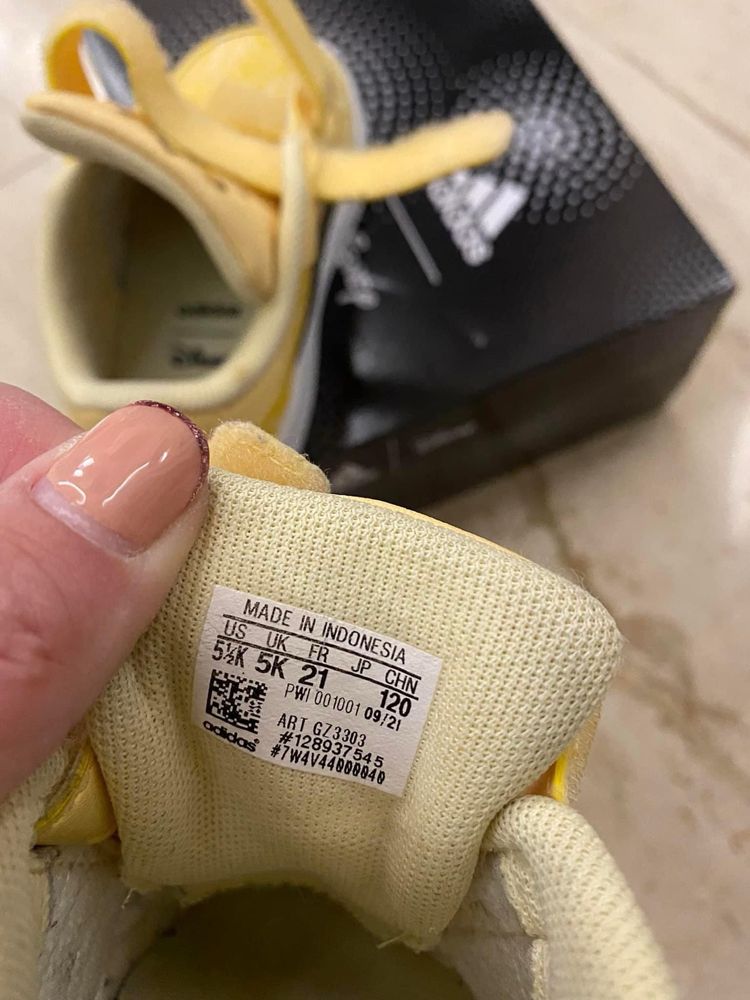 adidas
MADE IN INDONESIA
US UK FR JP CHN
5½K 5K 21 120
PWI 001001 09/21
ART GZ3303
#128937545
#7W4V44000040
adidas